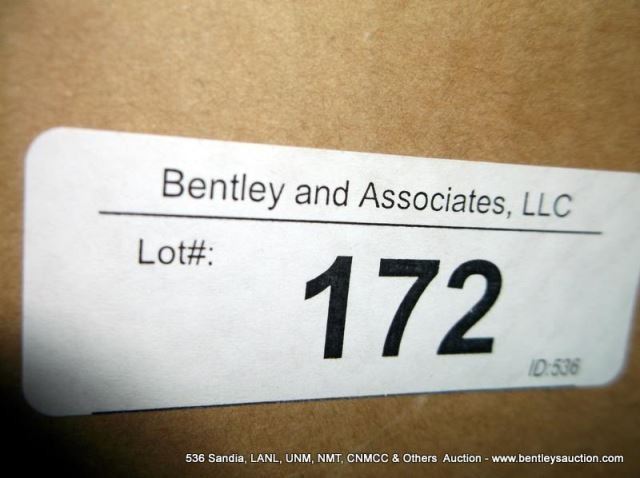 Bentley and Associates, LLC
Lot#:
172
ID:536
536 Sandia, LANL, UNM, NMT, CNMCC & Others Auction - www.bentleysauction.com